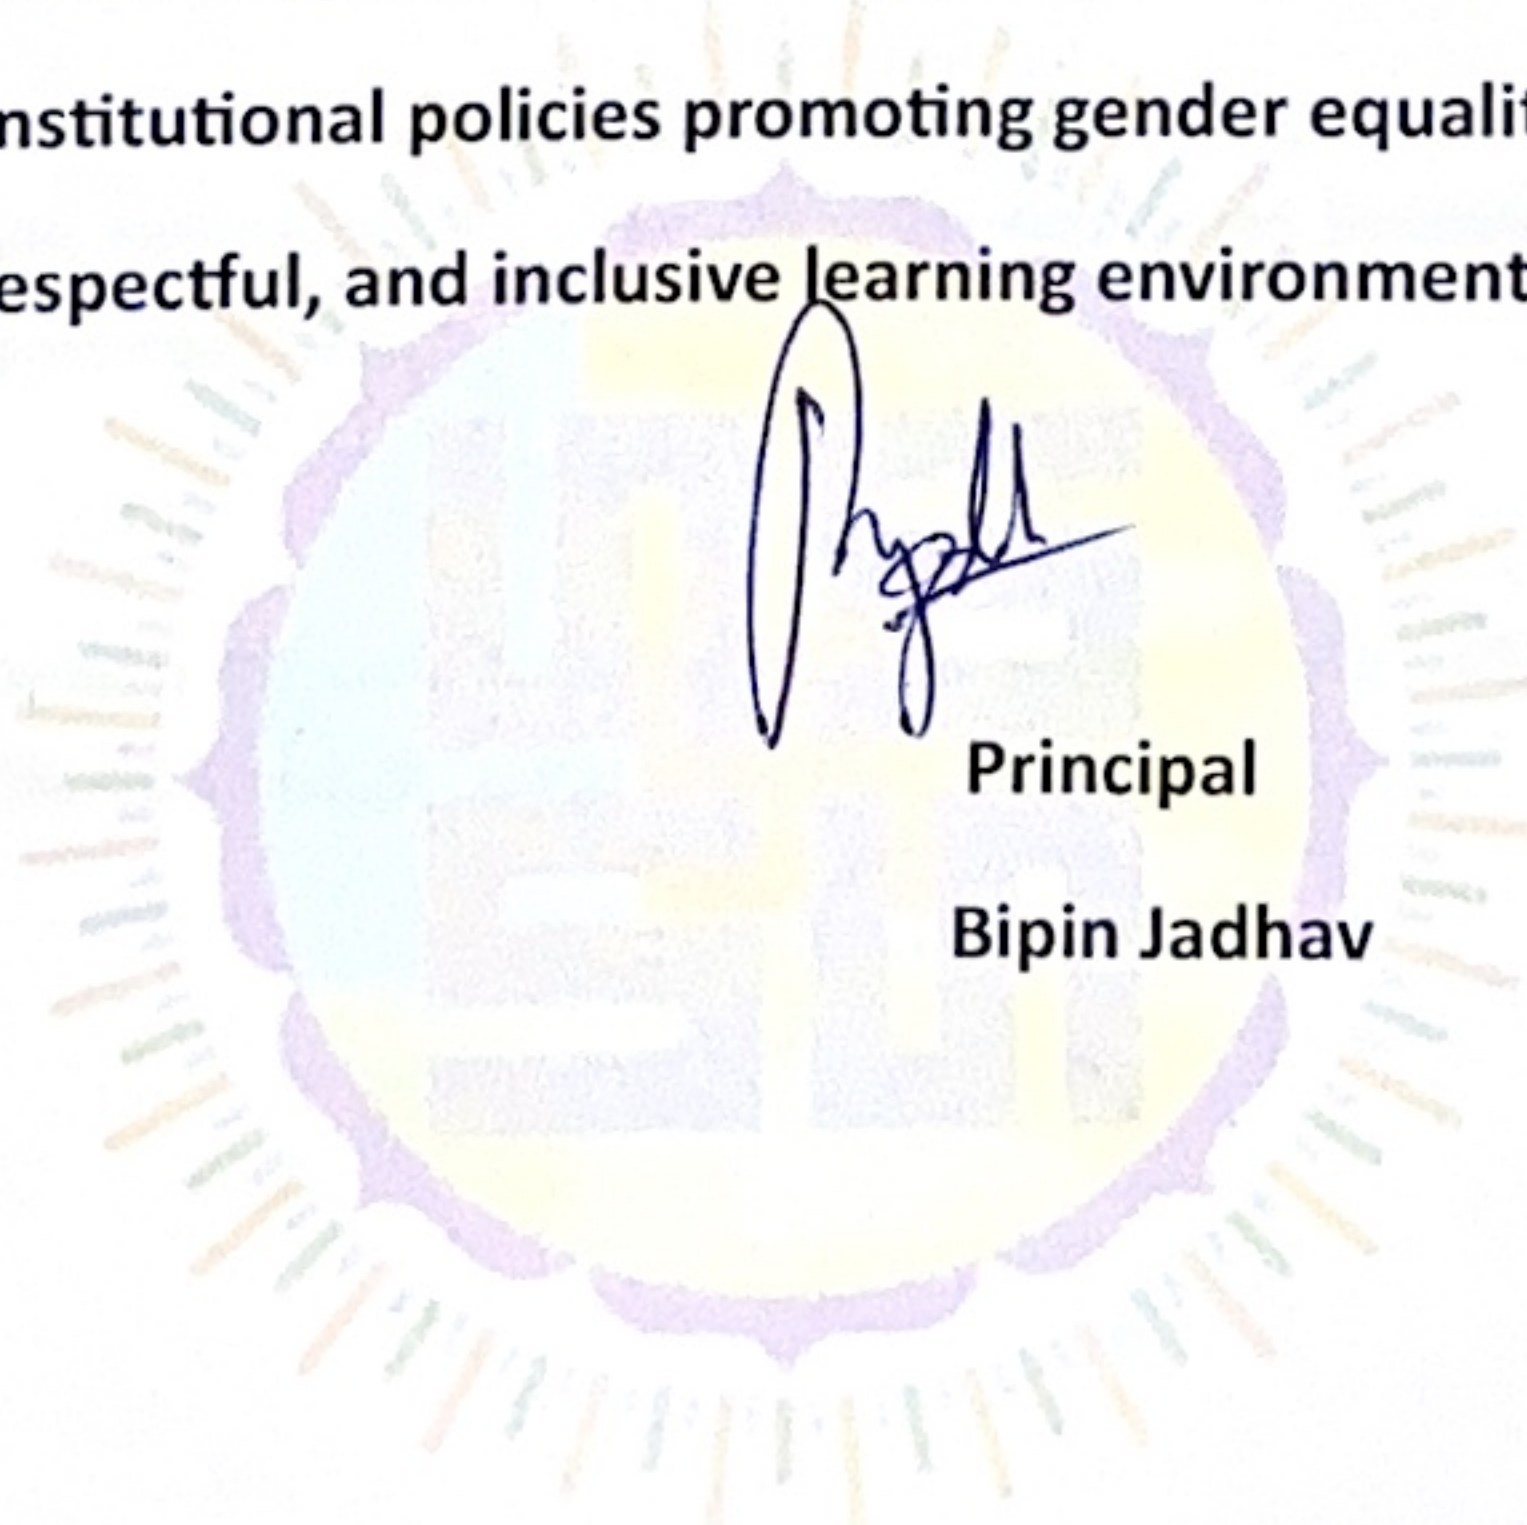 nstitutional policies promoting gender equalit
espectful, and inclusive learning environment
Principal
Bipin Jadhav